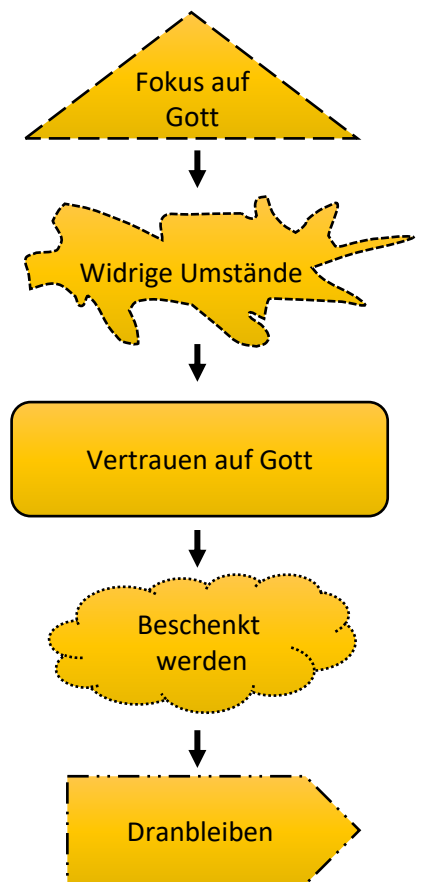 Fokus auf
Gott
Widrige Umstände
Vertrauen auf Gott
Beschenkt
werden
Dranbleiben